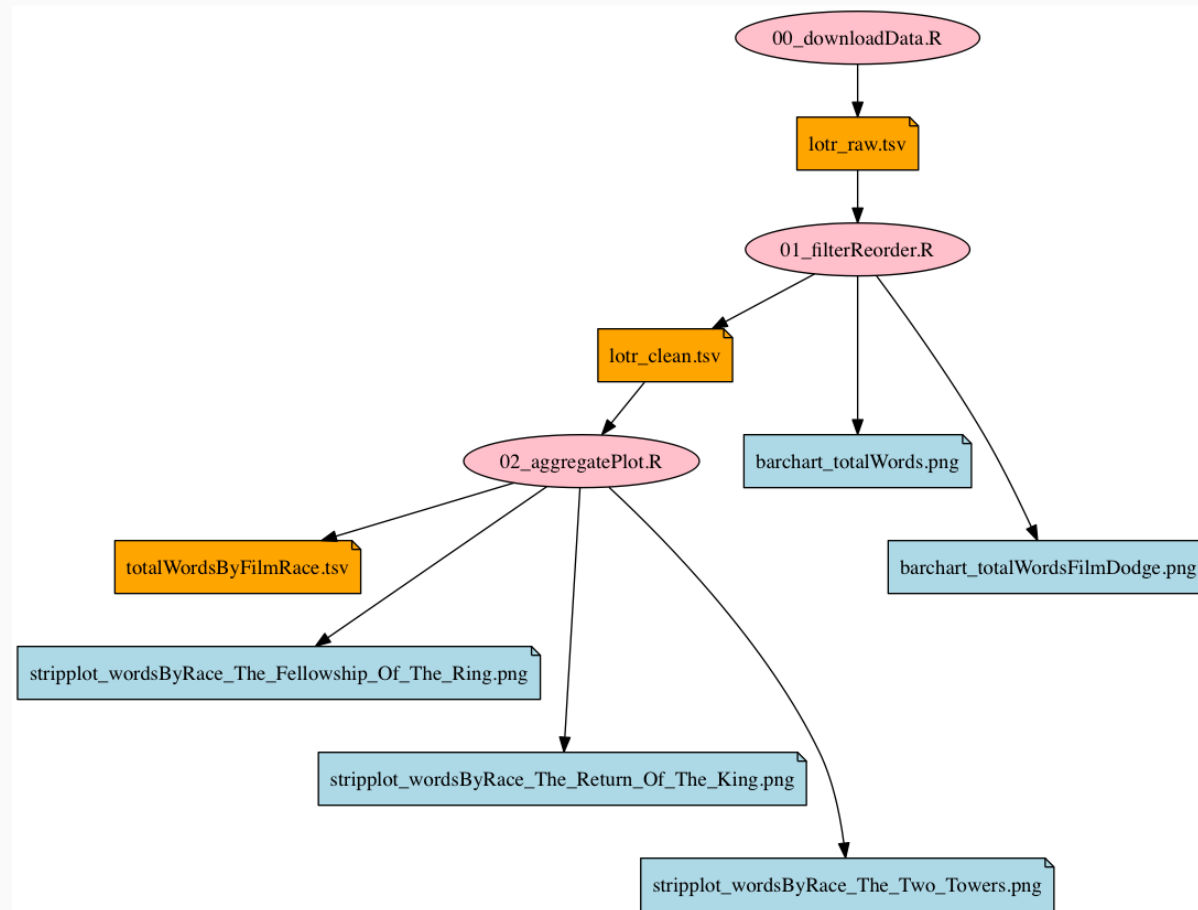 00_downloadData.R
lotr_raw.tsv
01_filterReorder.R
lotr_clean.tsv
02_aggregatePlot.R
barchart_totalWords.png
totalWordsByFilmRace.tsv
barchart_totalWordsFilmDodge.png
stripplot_wordsByRace_The_Fellowship_Of_The_Ring.png
stripplot_wordsByRace_The_Return_Of_The_King.png
stripplot_wordsByRace_The_Two_Towers.png